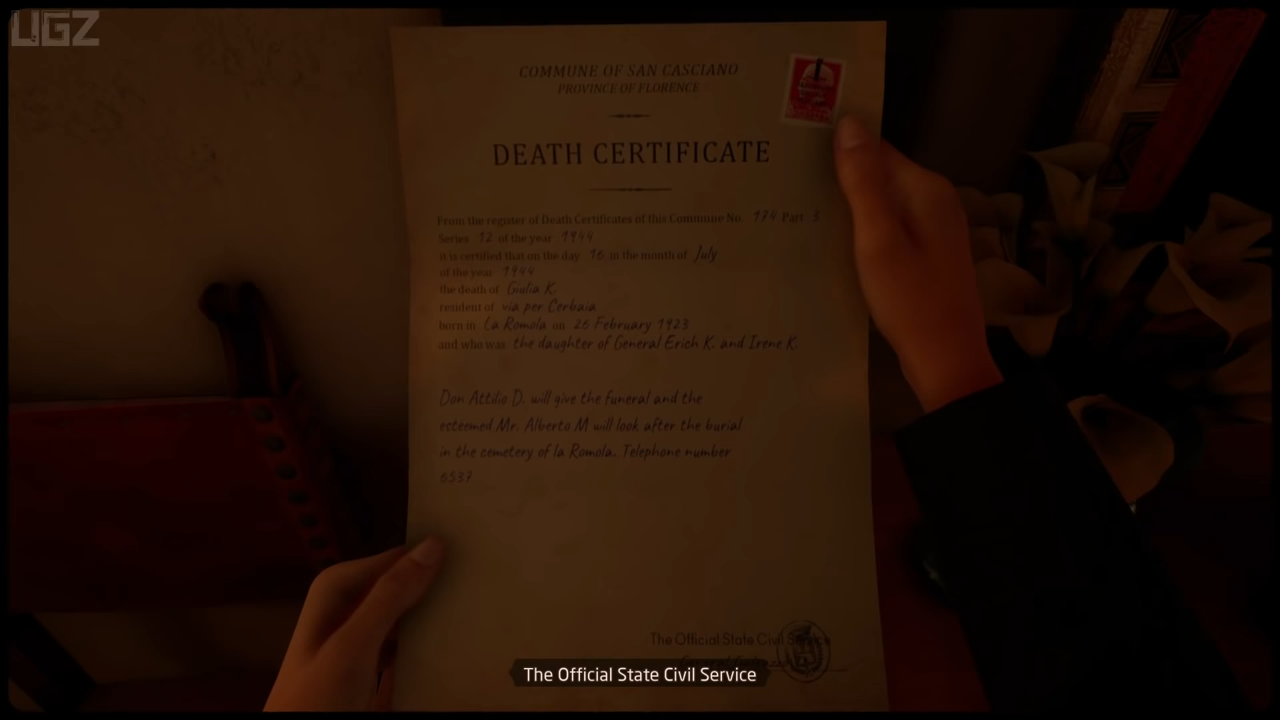 UGZ
COMMUNE OF SAN CASCIANO
PROVINCE OF FLORENCE
DEATH CERTIFICATE
From the register of Death Certificates of this Commune No. 174 Part 3
Series 12 of the year 1944
it is certified that on the day 16 in the month of July
of the year 1944
the death of Giulia K.
resident of via per Cerbaia
born in La Romola on 26 February 1923
and who was the daughter of General Erich K. and Irene K.
Don Attilio D. will give the funeral and the
esteemed Mr. Alberto M will look after the burial
in the cemetery of la Romola. Telephone number
6537
The Official State Civil Service
The Official State Civil Service